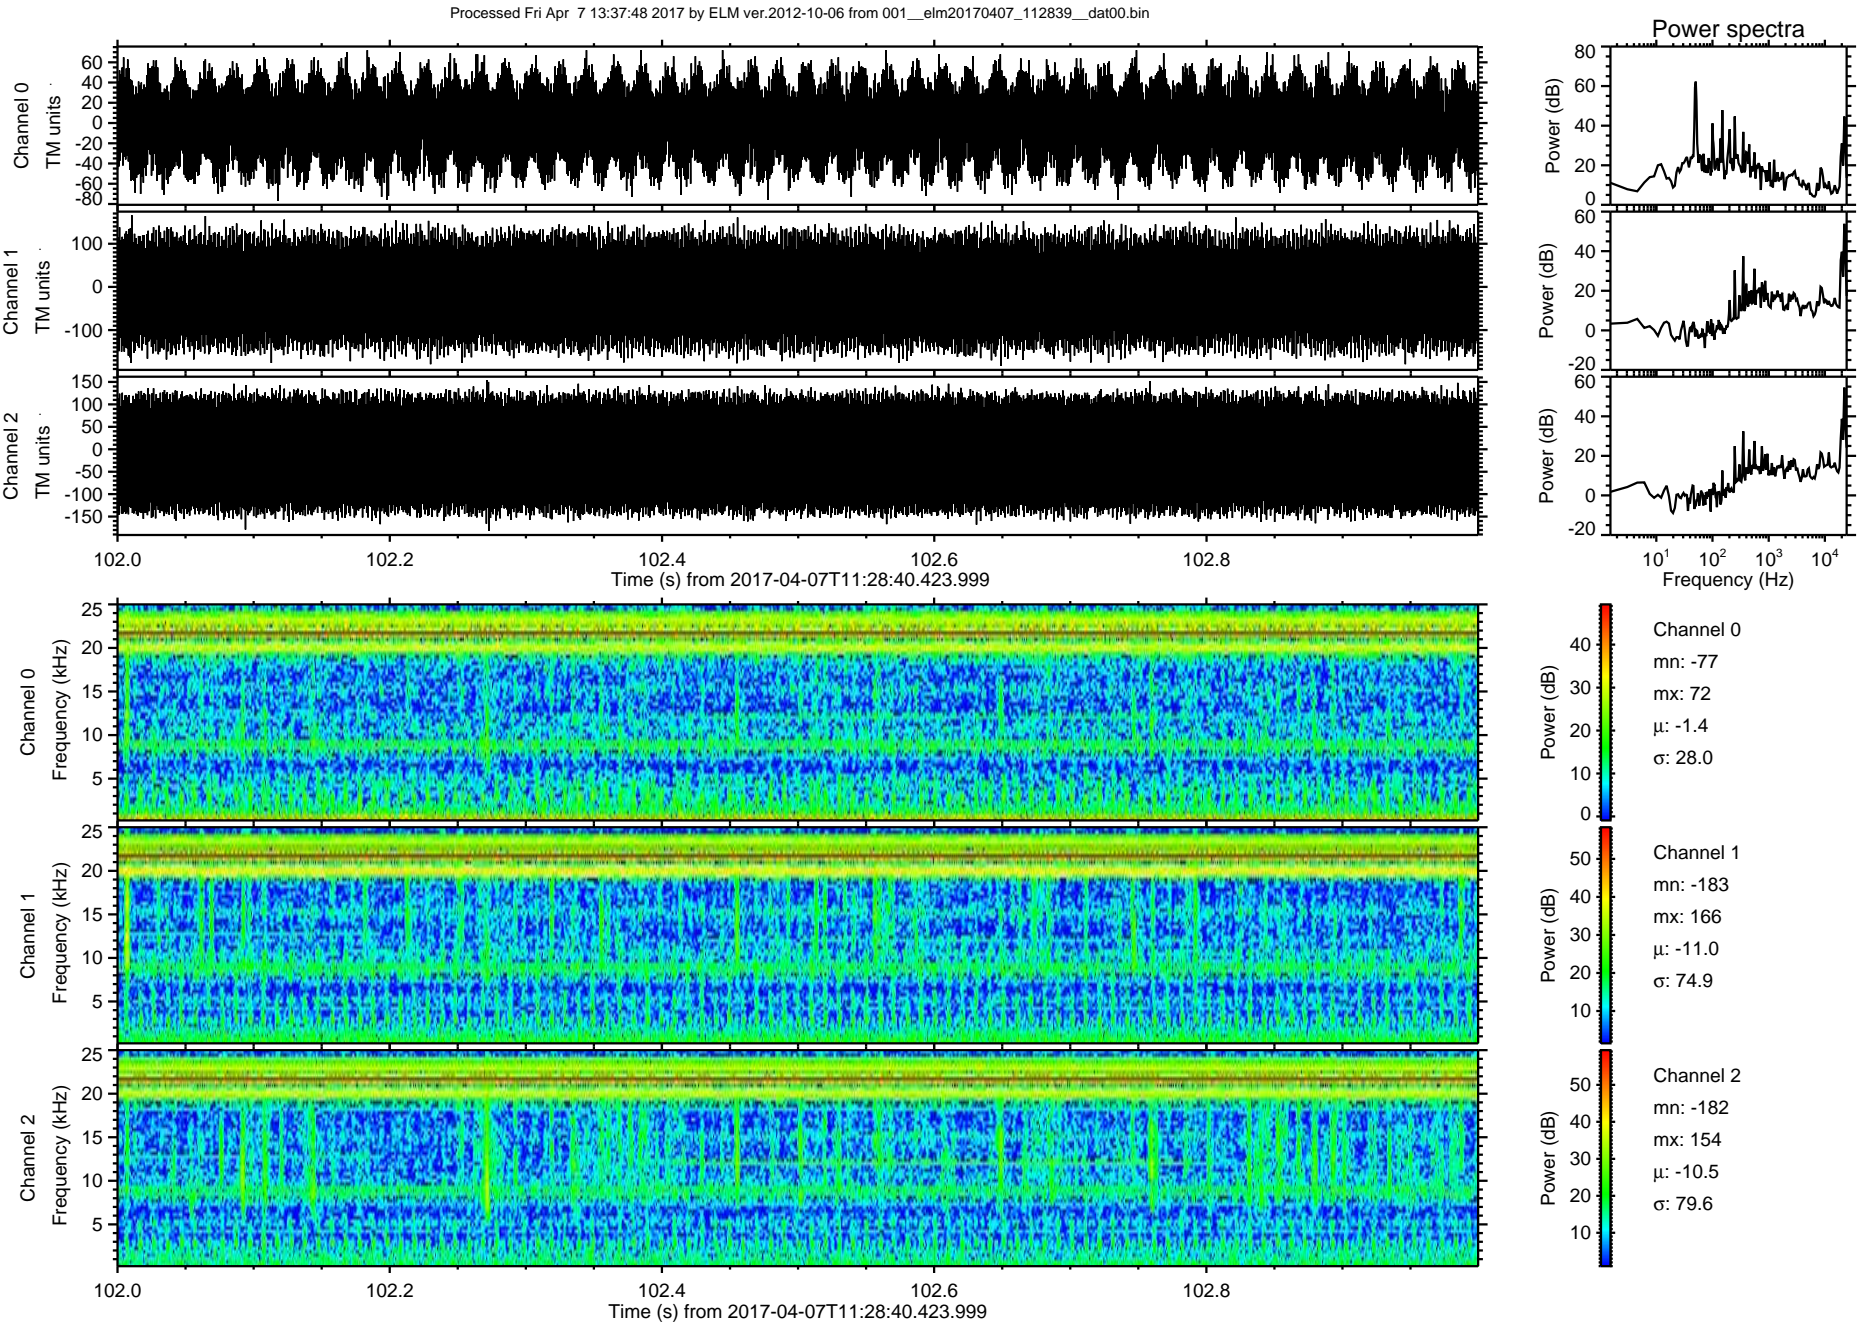 Processed Fri Apr  7 13:37:48 2017 by ELM ver.2012-10-06 from 001__elm20170407_112839__dat00.bin
Power spectra
Channel 0
TM units
60
40
20
0
-20
-40
-60
-80
Power (dB)
80
60
40
20
0
Channel 1
TM units
100
0
-100
Power (dB)
60
40
20
0
-20
Channel 2
TM units
150
100
50
0
-50
-100
-150
Power (dB)
60
40
20
0
-20
102.0 102.2 102.4 102.6 102.8
Time (s) from 2017-04-07T11:28:40.423.999
10¹ 10² 10³ 10⁴
Frequency (Hz)
Channel 0
Frequency (kHz)
25
20
15
10
5
Power (dB)
40
30
20
10
0
Channel 0
mn: -77
mx: 72
μ: -1.4
σ: 28.0
Channel 1
Frequency (kHz)
25
20
15
10
5
Power (dB)
50
40
30
20
10
Channel 1
mn: -183
mx: 166
μ: -11.0
σ: 74.9
Channel 2
Frequency (kHz)
25
20
15
10
5
Power (dB)
50
40
30
20
10
Channel 2
mn: -182
mx: 154
μ: -10.5
σ: 79.6
102.0 102.2 102.4 102.6 102.8
Time (s) from 2017-04-07T11:28:40.423.999